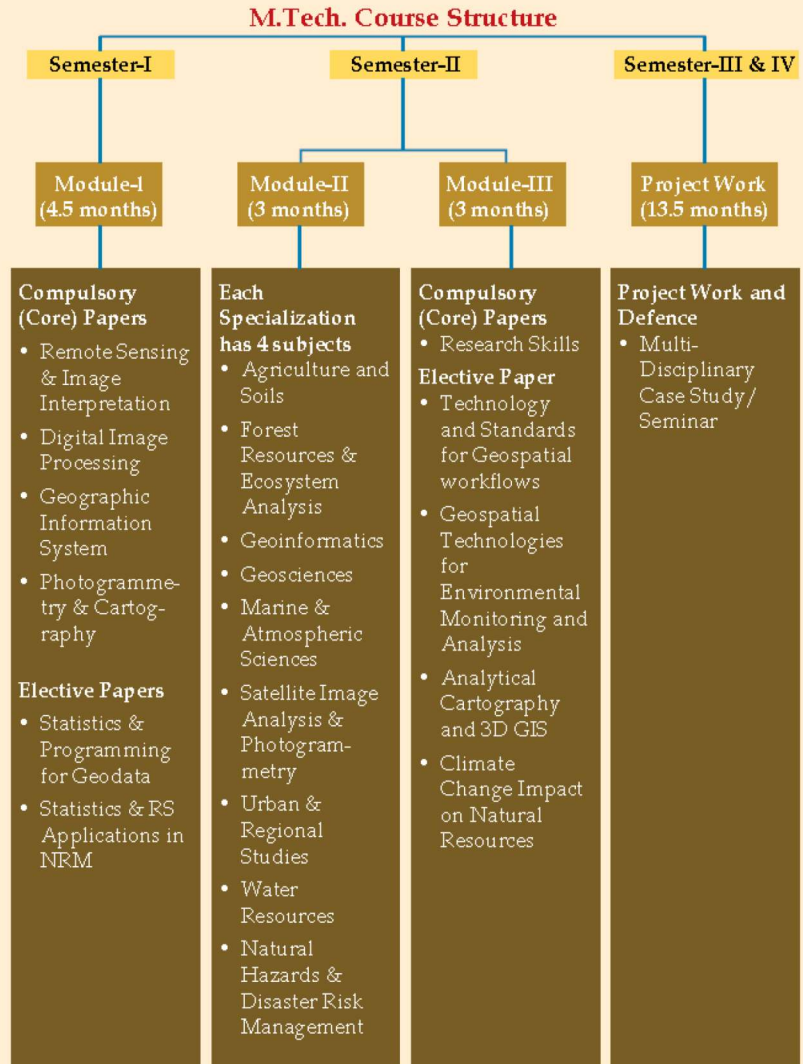 M.Tech. Course Structure
Semester-I
Semester-II
Semester-III & IV
Module-I
(4.5 months)
Module-II
(3 months)
Module-III
(3 months)
Project Work
(13.5 months)
Compulsory
(Core) Papers
• Remote Sensing
& Image
Interpretation
• Digital Image
Processing
• Geographic
Information
System
• Photogramme-
try & Cartog-
raphy
Elective Papers
• Statistics &
Programming
for Geodata
• Statistics & RS
Applications in
NRM
Each
Specialization
has 4 subjects
• Agriculture and
Soils
• Forest
Resources &
Ecosystem
Analysis
• Geoinformatics
• Geosciences
• Marine &
Atmospheric
Sciences
• Satellite Image
Analysis &
Photogram-
metry
• Urban &
Regional
Studies
• Water
Resources
• Natural
Hazards &
Disaster Risk
Management
Compulsory
(Core) Papers
• Research Skills
Elective Paper
• Technology
and Standards
for Geospatial
workflows
• Geospatial
Technologies
for
Environmental
Monitoring and
Analysis
• Analytical
Cartography
and 3D GIS
• Climate
Change Impact
on Natural
Resources
Project Work and
Defence
• Multi-
Disciplinary
Case Study/
Seminar